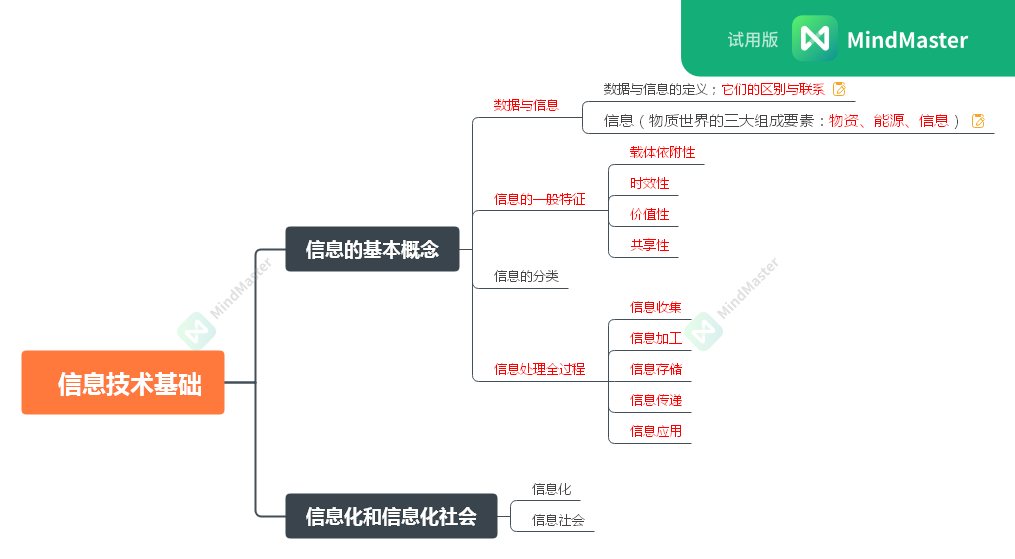 试用版 MindMaster
数据与信息的定义；它们的区别与联系
数据与信息
信息（物质世界的三大组成要素：物资、能源、信息）
载体依附性
时效性
信息的一般特征
价值性
共享性
信息的基本概念
信息的分类
MindMaster
MindMaster
信息收集
信息加工
信息处理全过程
信息存储
信息技术基础
信息传递
信息应用
信息化
信息化和信息化社会
信息社会